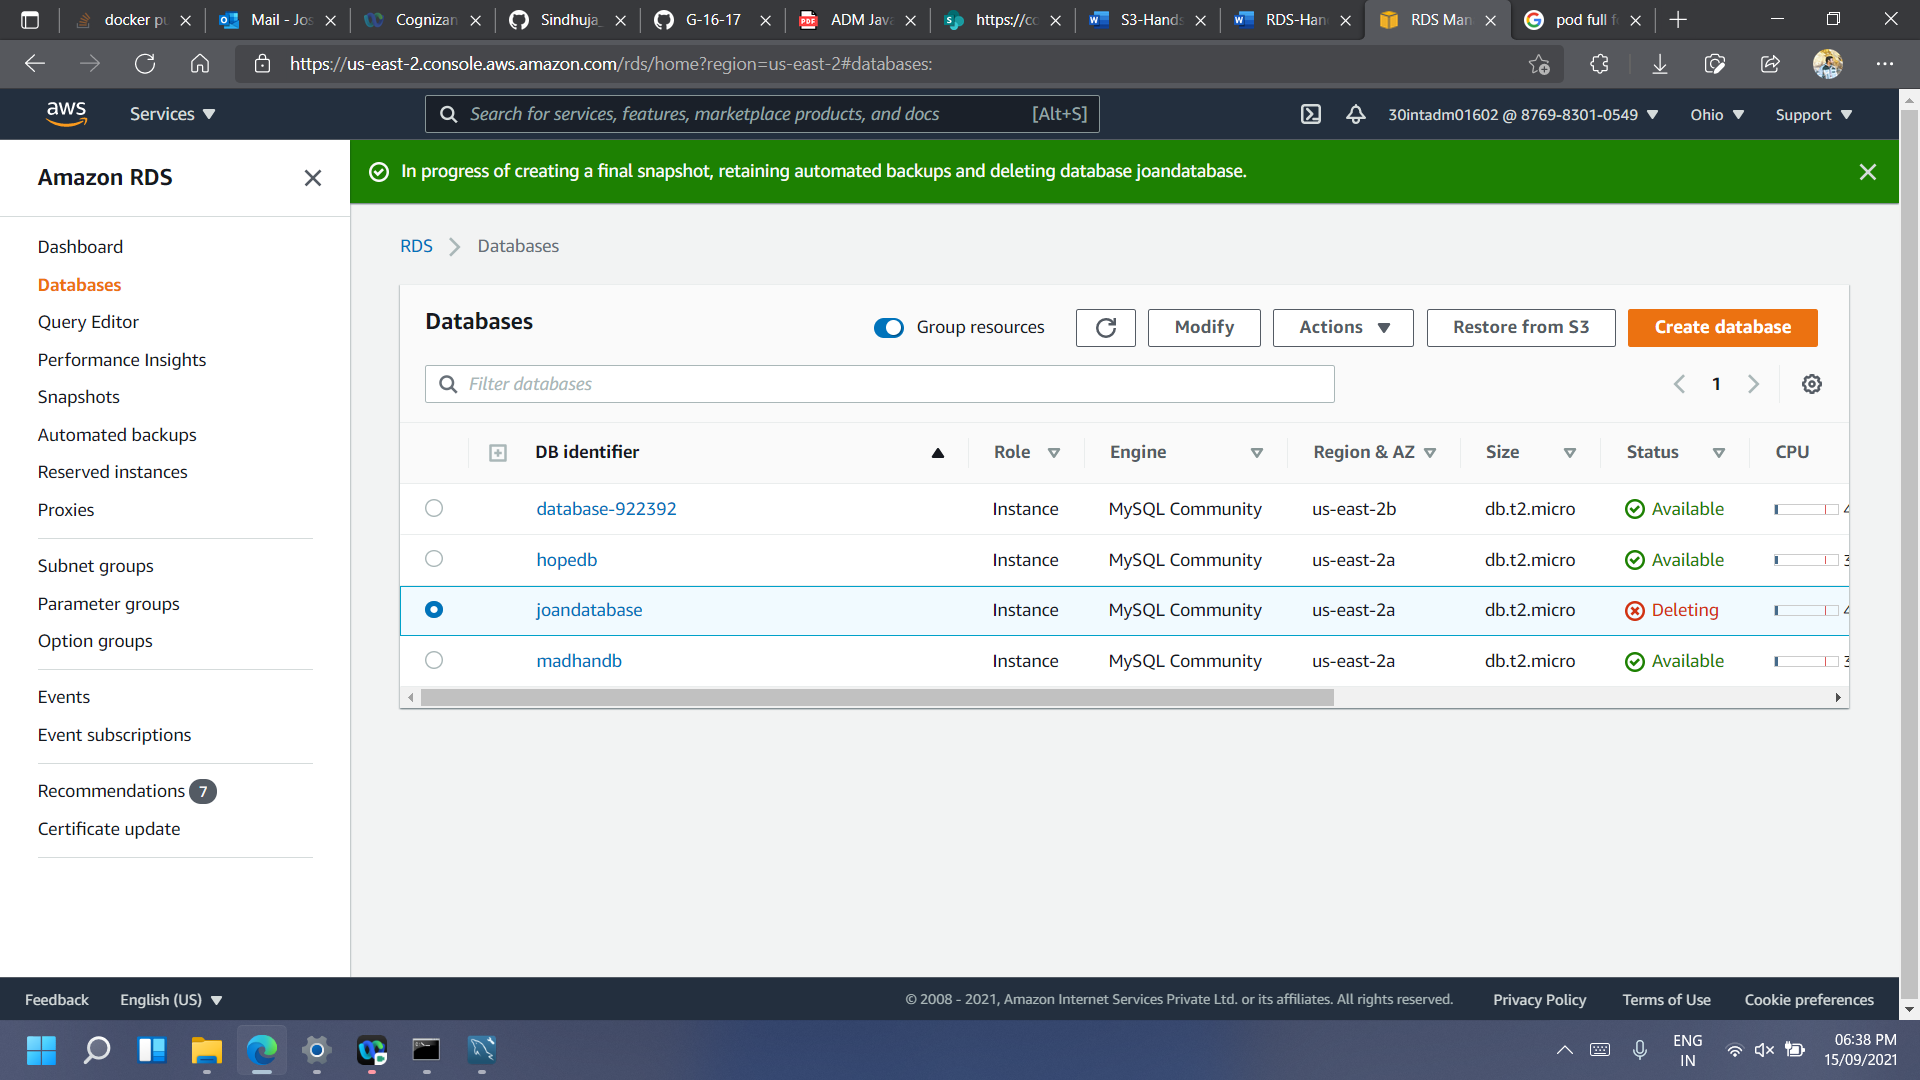 docker pu
Mail - Jos
Cognizan
Sindhuja_
G-16-17
ADM Java
https://co
S3-Hands
RDS-Han
RDS Man
pod full f
https://us-east-2.console.aws.amazon.com/rds/home?region=us-east-2#databases:
aws
Services
Search for services, features, marketplace products, and docs
[Alt+S]
30intadm01602 @ 8769-8301-0549
Ohio
Support
Amazon RDS
In progress of creating a final snapshot, retaining automated backups and deleting database joandatabase.
Dashboard
Databases
Query Editor
Performance Insights
Snapshots
Automated backups
Reserved instances
Proxies
Subnet groups
Parameter groups
Option groups
Events
Event subscriptions
Recommendations 7
Certificate update
RDS > Databases
Databases
Group resources
Modify
Actions
Restore from S3
Create database
Filter databases
1
DB identifier Role Engine Region & AZ Size Status CPU
database-922392 Instance MySQL Community us-east-2b db.t2.micro Available
hopedb Instance MySQL Community us-east-2a db.t2.micro Available
joandatabase Instance MySQL Community us-east-2a db.t2.micro Deleting
madhandb Instance MySQL Community us-east-2a db.t2.micro Available
Feedback
English (US)
© 2008 - 2021, Amazon Internet Services Private Ltd. or its affiliates. All rights reserved.
Privacy Policy
Terms of Use
Cookie preferences
ENG
IN
06:38 PM
15/09/2021